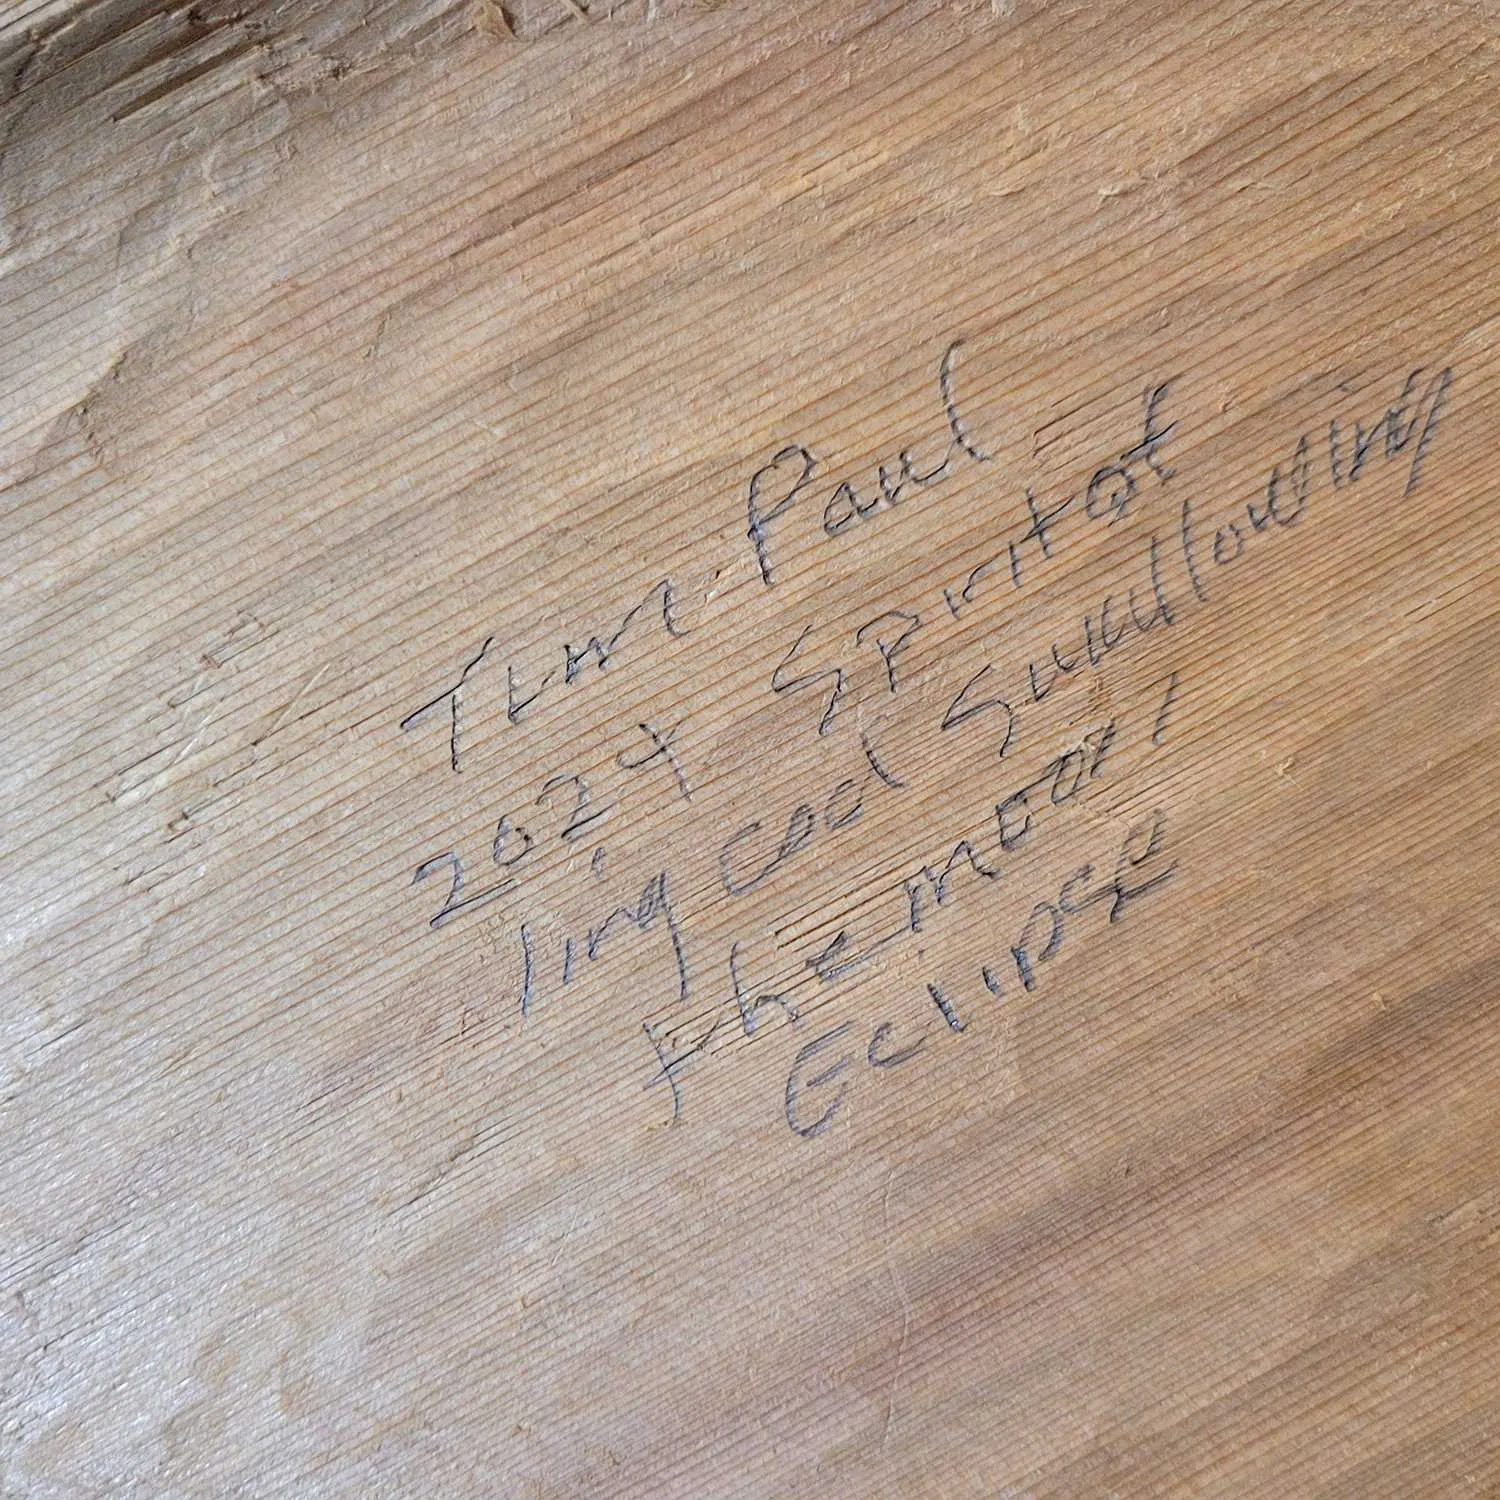 Tim Paul
2024 Spirit of
ling Cod Swallowing
the moon /
Eclipse